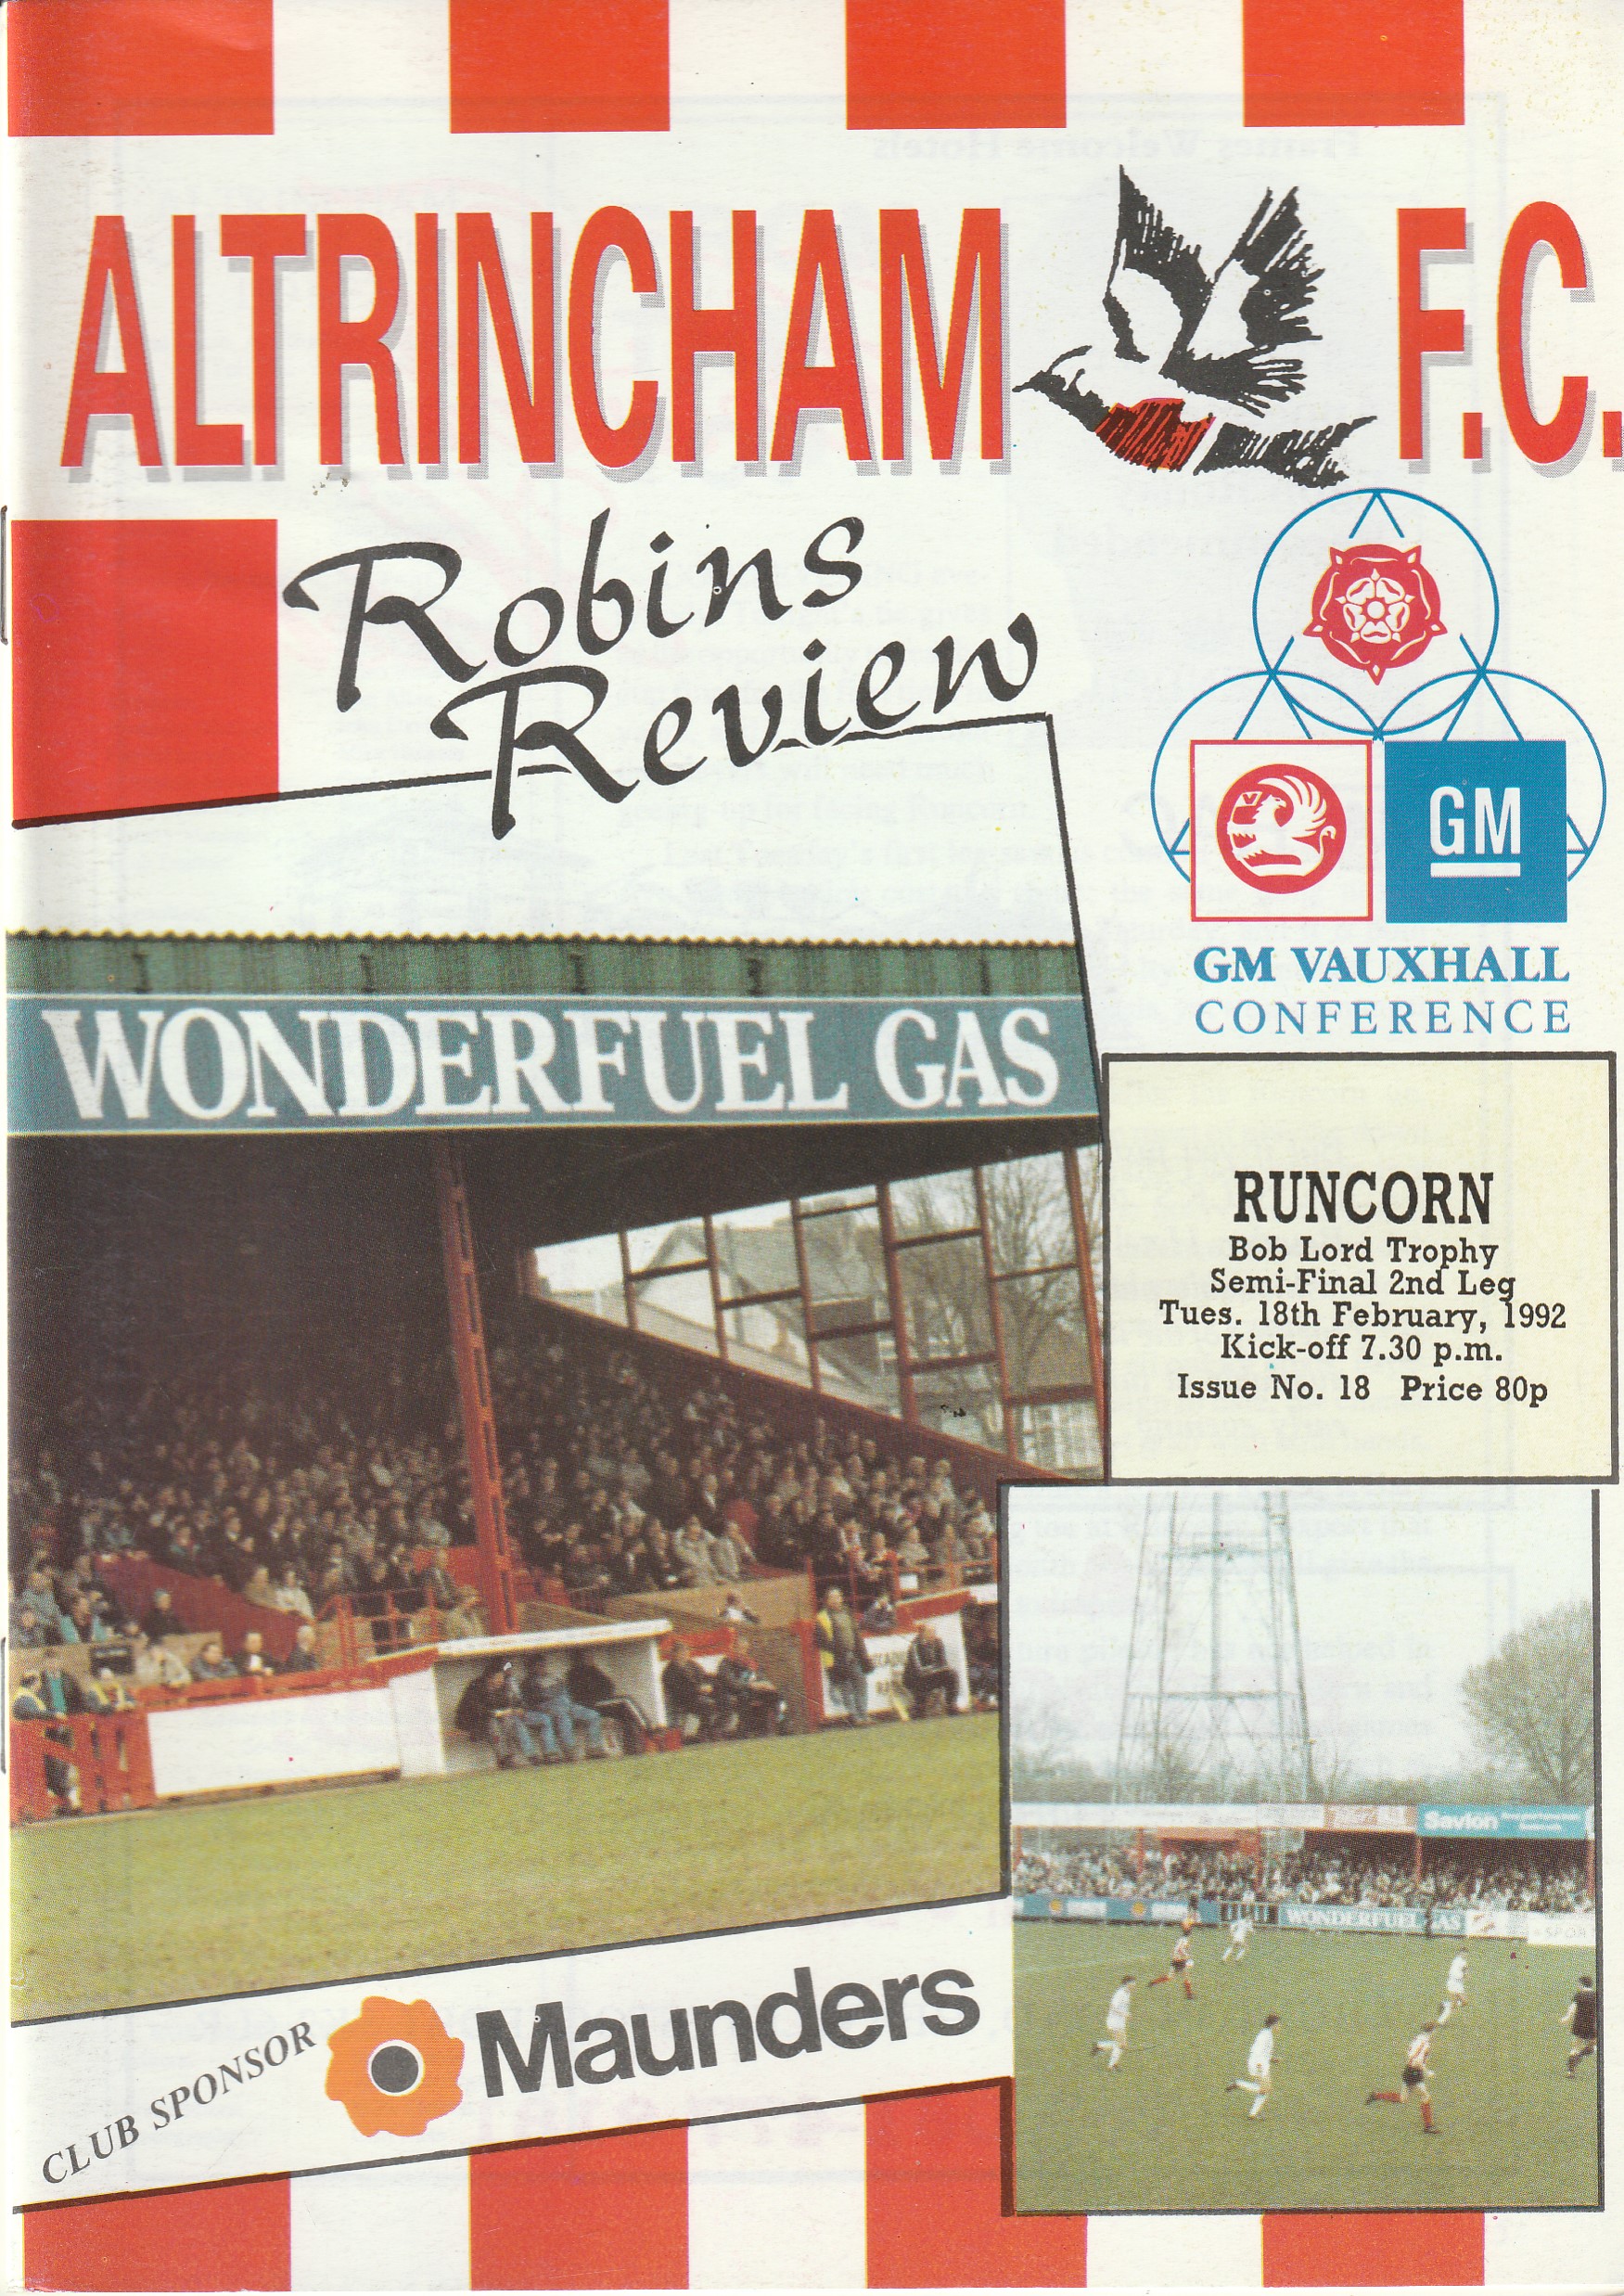 ALTRINCHAM F.C.
Robins
Review
GM
GM VAUXHALL
CONFERENCE
WONDERFUEL GAS
RUNCORN
Bob Lord Trophy
Semi-Final 2nd Leg
Tues. 18th February, 1992
Kick-off 7.30 p.m.
Issue No. 18 Price 80p
Savlon
WONDERFUEL GAS
CLUB SPONSOR
Maunders